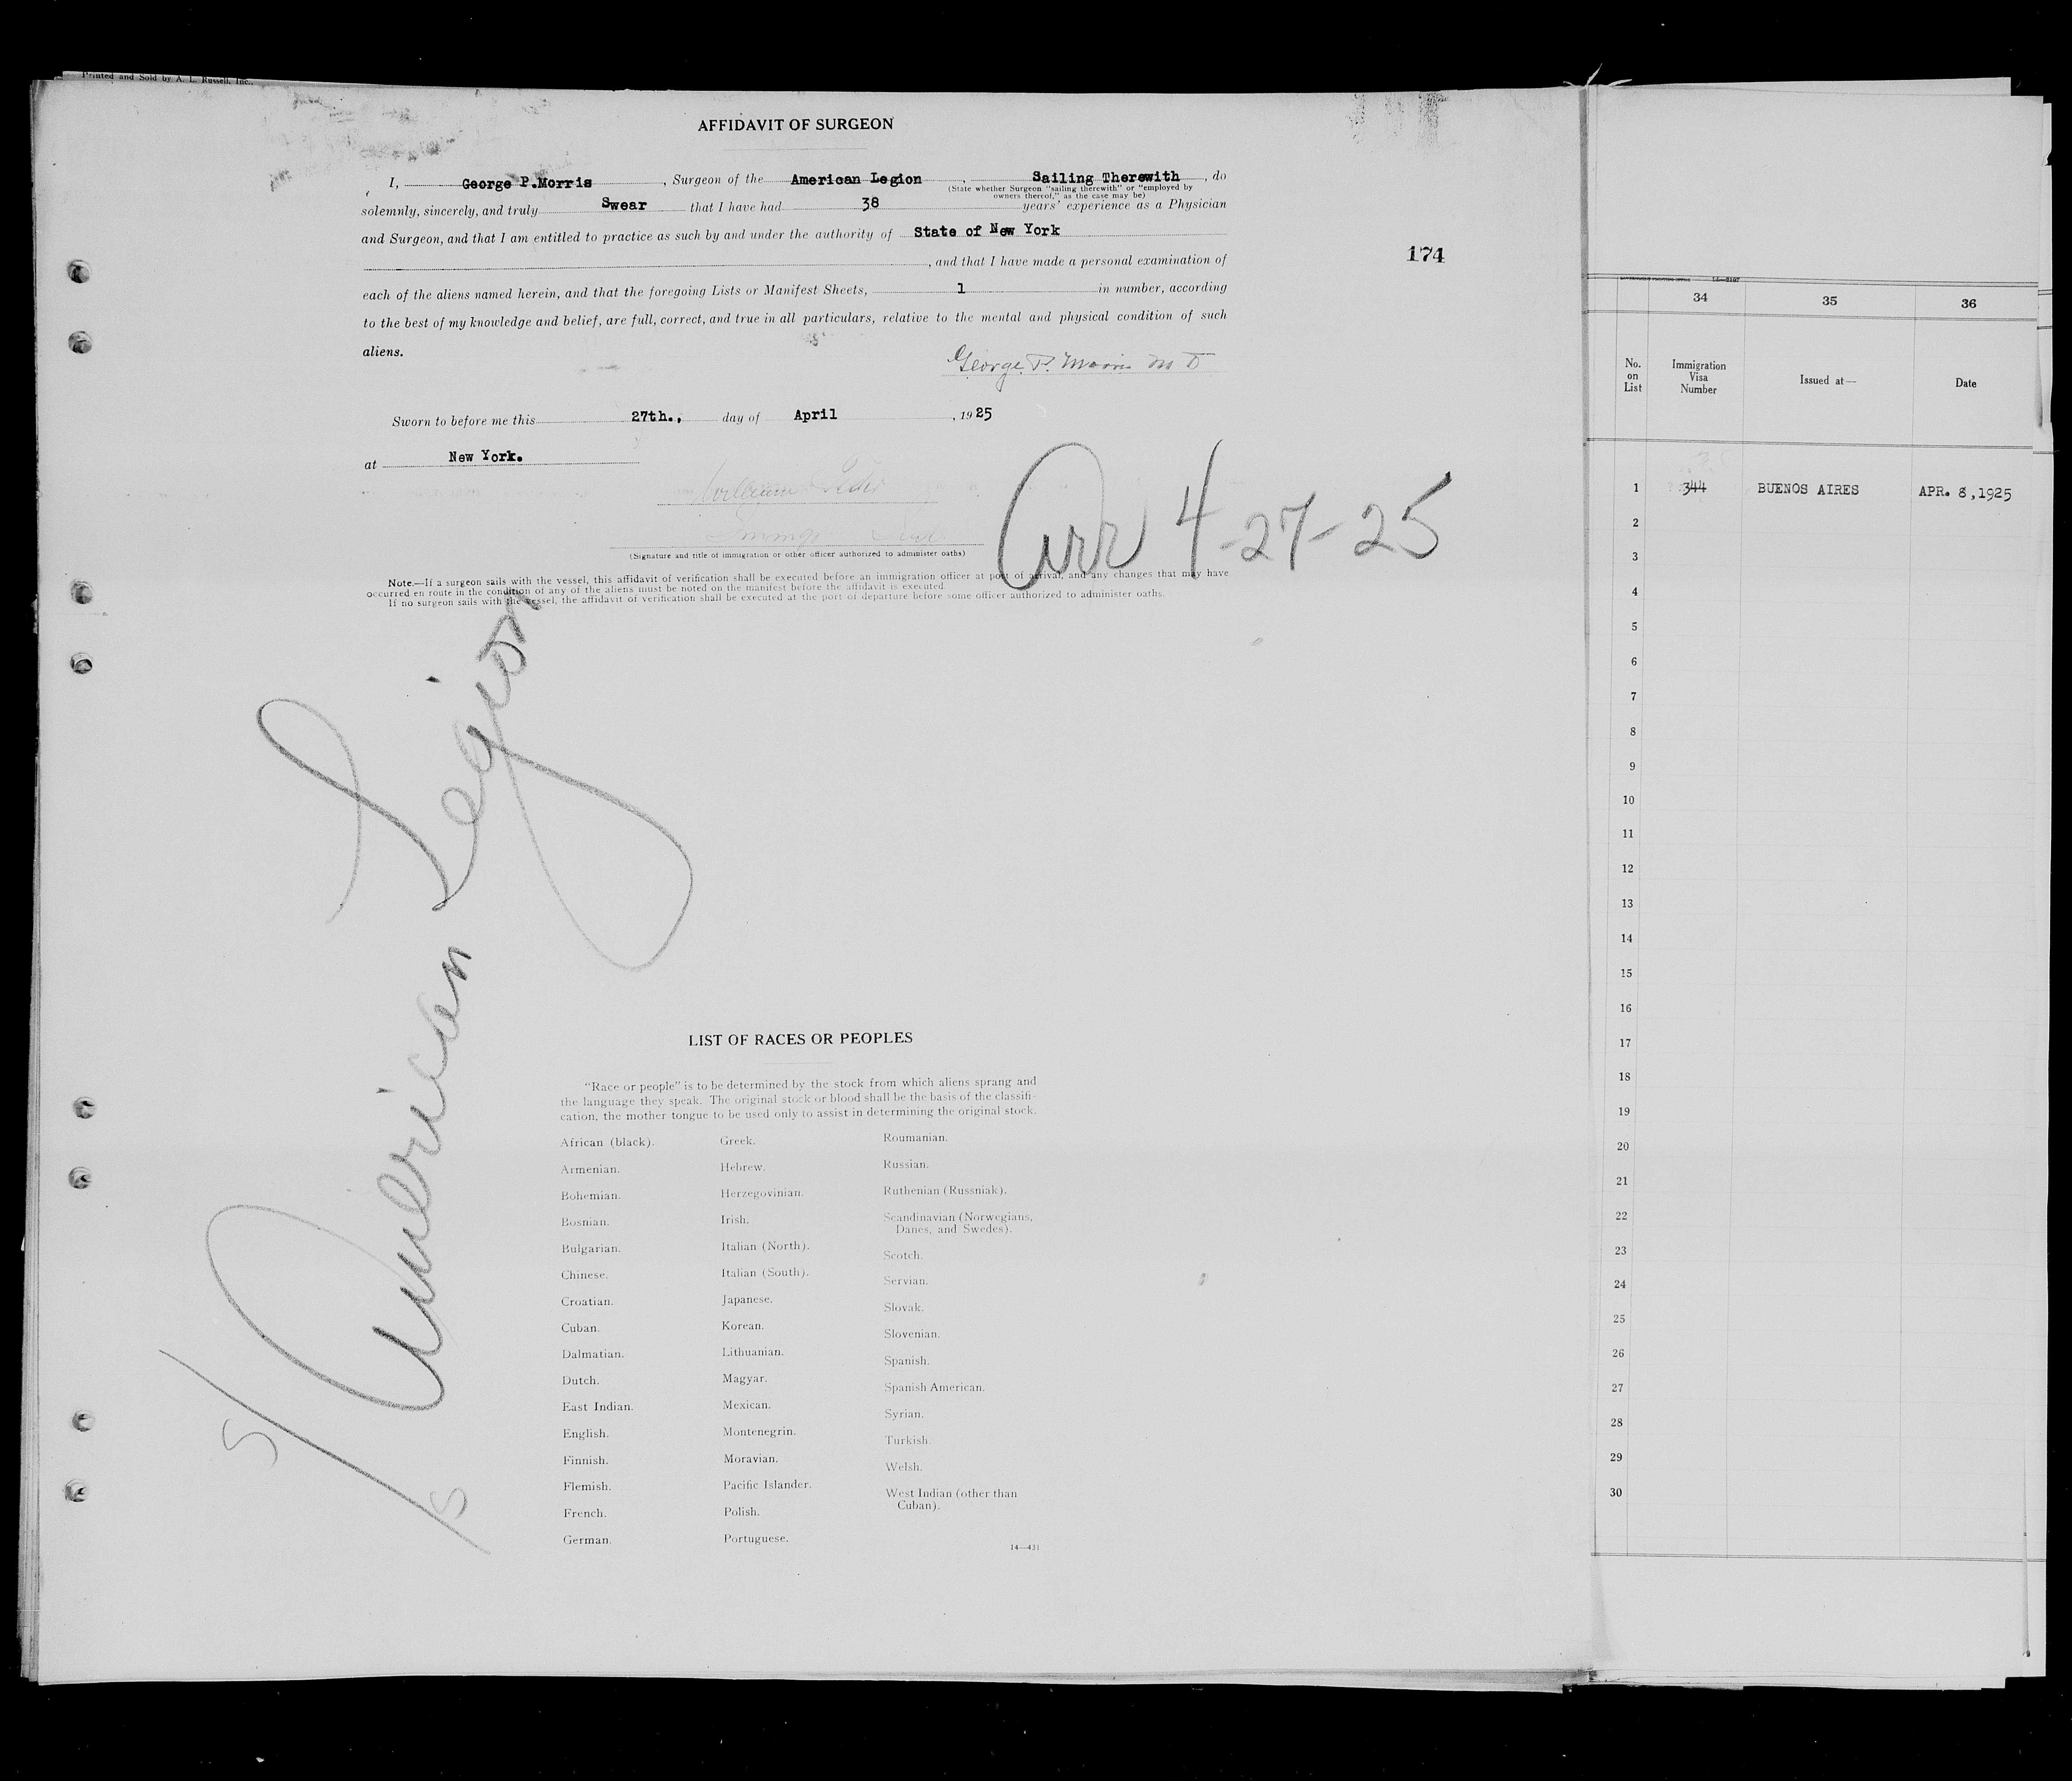 Printed and Sold by A. L. Russell, Inc.,
AFFIDAVIT OF SURGEON
I, George P.Morris, Surgeon of the American Legion, Sailing Therewith, do
(State whether Surgeon "sailing therewith" or "employed by
owners thereof," as the case may be)
solemnly, sincerely, and truly Swear that I have had 38 years' experience as a Physician
and Surgeon, and that I am entitled to practice as such by and under the authority of State of New York
, and that I have made a personal examination of
each of the aliens named herein, and that the foregoing Lists or Manifest Sheets, 1 in number, according
to the best of my knowledge and belief, are full, correct, and true in all particulars, relative to the mental and physical condition of such
aliens.
George P. Morris M D
Sworn to before me this 27th., day of April, 1925
at New York.
(Signature and title of immigration or other officer authorized to administer oaths)
Arr 4-27-25
174
Note.—If a surgeon sails with the vessel, this affidavit of verification shall be executed before an immigration officer at port of arrival, and any changes that may have
occurred en route in the condition of any of the aliens must be noted on the manifest before the affidavit is executed.
If no surgeon sails with the vessel, the affidavit of verification shall be executed at the port of departure before some officer authorized to administer oaths.
S/S American Legion
LIST OF RACES OR PEOPLES
"Race or people" is to be determined by the stock from which aliens sprang and
the language they speak. The original stock or blood shall be the basis of the classifi-
cation, the mother tongue to be used only to assist in determining the original stock.
African (black).
Armenian.
Bohemian.
Bosnian.
Bulgarian.
Chinese.
Croatian.
Cuban.
Dalmatian.
Dutch.
East Indian.
English.
Finnish.
Flemish.
French.
German.
Greek.
Hebrew.
Herzegovinian.
Irish.
Italian (North).
Italian (South).
Japanese.
Korean.
Lithuanian.
Magyar.
Mexican.
Montenegrin.
Moravian.
Pacific Islander.
Polish.
Portuguese.
Roumanian.
Russian.
Ruthenian (Russniak).
Scandinavian (Norwegians,
Danes, and Swedes).
Scotch.
Servian.
Slovak.
Slovenian.
Spanish.
Spanish American.
Syrian.
Turkish.
Welsh.
West Indian (other than
Cuban).
14—431
34 35 36
No.
on
List
Immigration
Visa
Number
Issued at—
Date
1 344 BUENOS AIRES APR. 8,1925
2
3
4
5
6
7
8
9
10
11
12
13
14
15
16
17
18
19
20
21
22
23
24
25
26
27
28
29
30